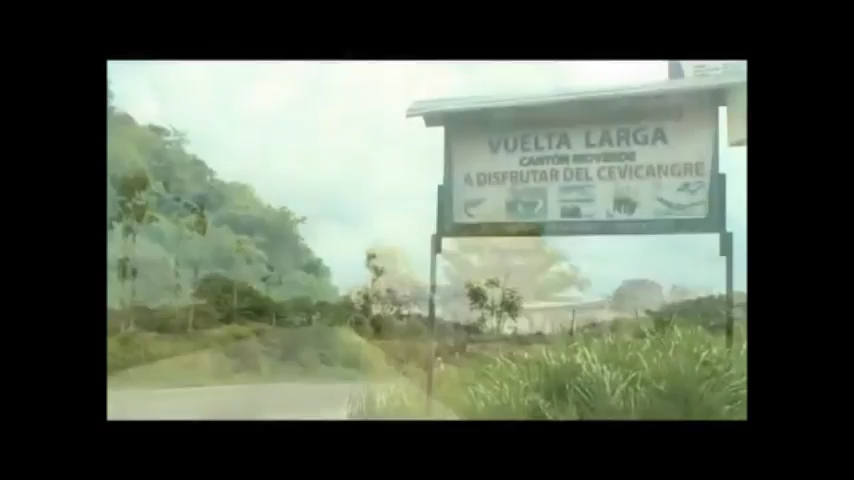 VUELTA LARGA
CANTÓN RIOVERDE
A DISFRUTAR DEL CEVICANGRE